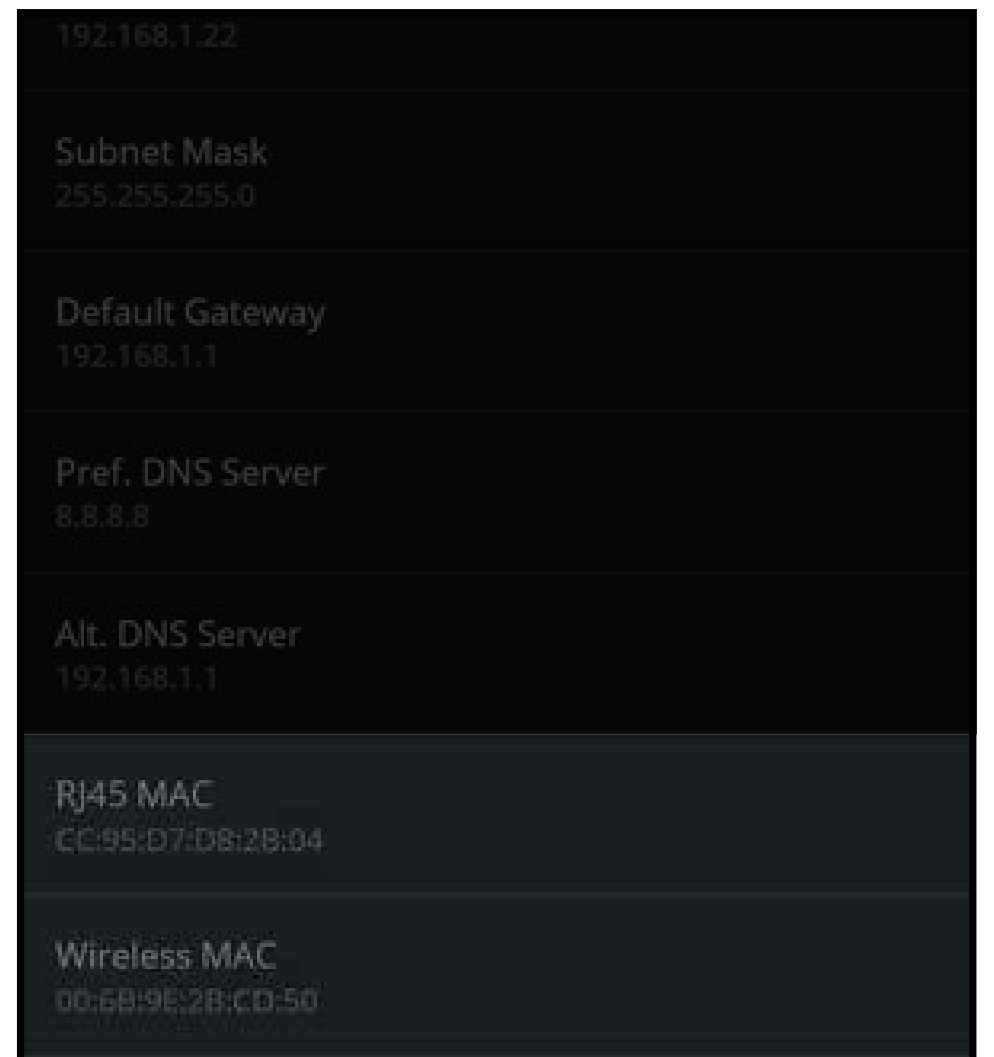 192.168.1.22
Subnet Mask
255.255.255.0
Default Gateway
192.168.1.1
Pref. DNS Server
8.8.8.8
Alt. DNS Server
192.168.1.1
RJ45 MAC
CC:95:D7:D8:2B:04
Wireless MAC
00:6B:9E:2B:CD:50